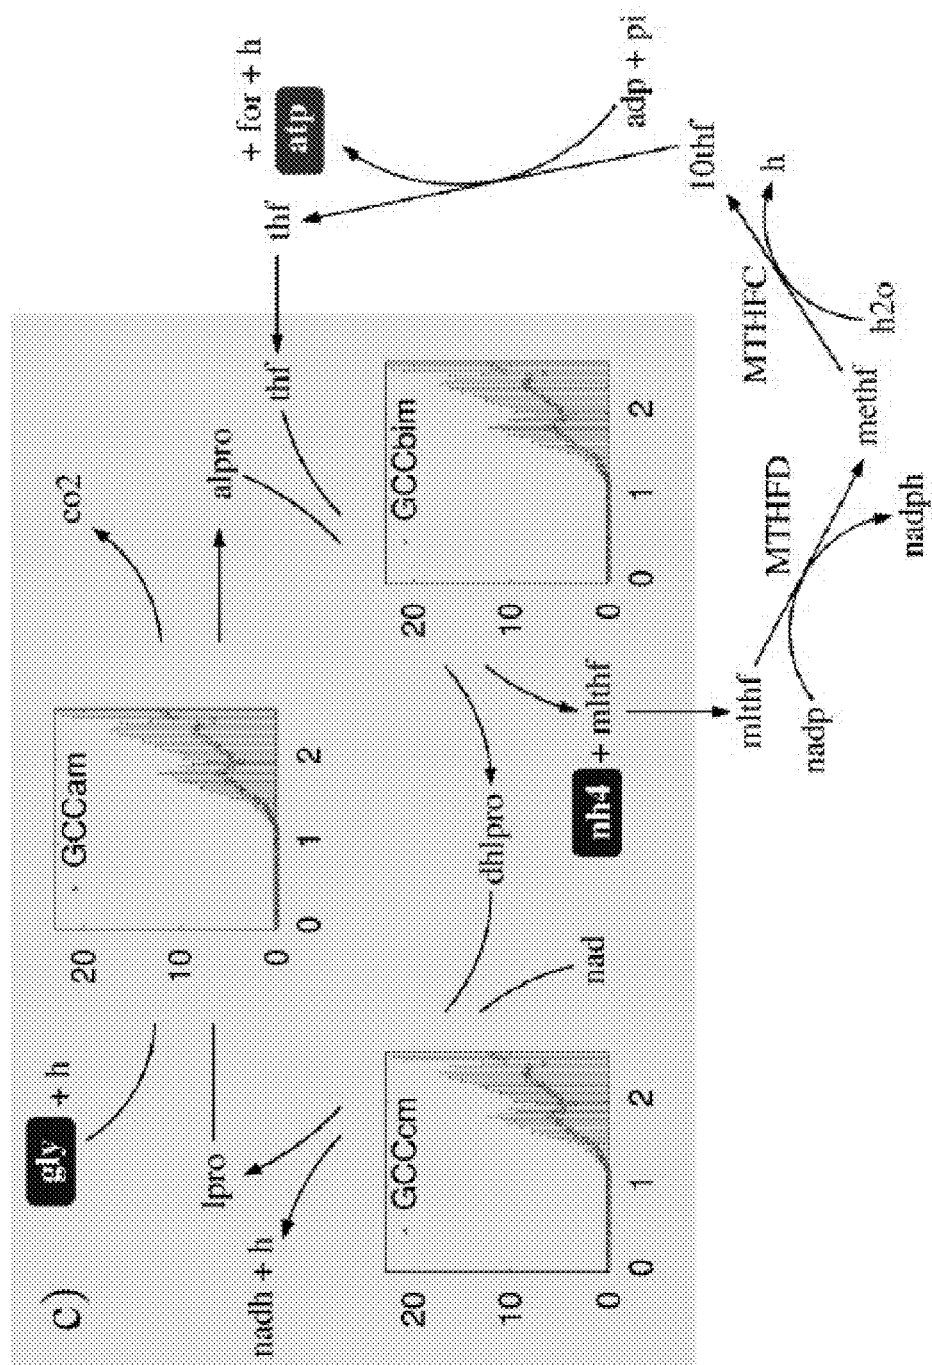 c)
gly + h
co2
GCCam
20
10
0
0 1 2
lpro
alpro
nadh + h
thf
thf
+ for + h
atp
GCCcm
20
10
0
0 1 2
dhlpro
nad
GCCbim
20
10
0
0 1 2
nh4 + mlthf
adp + pi
10thf
mlthf
nadp
MTHFD
nadph
methf
MTHFC
h2o
h